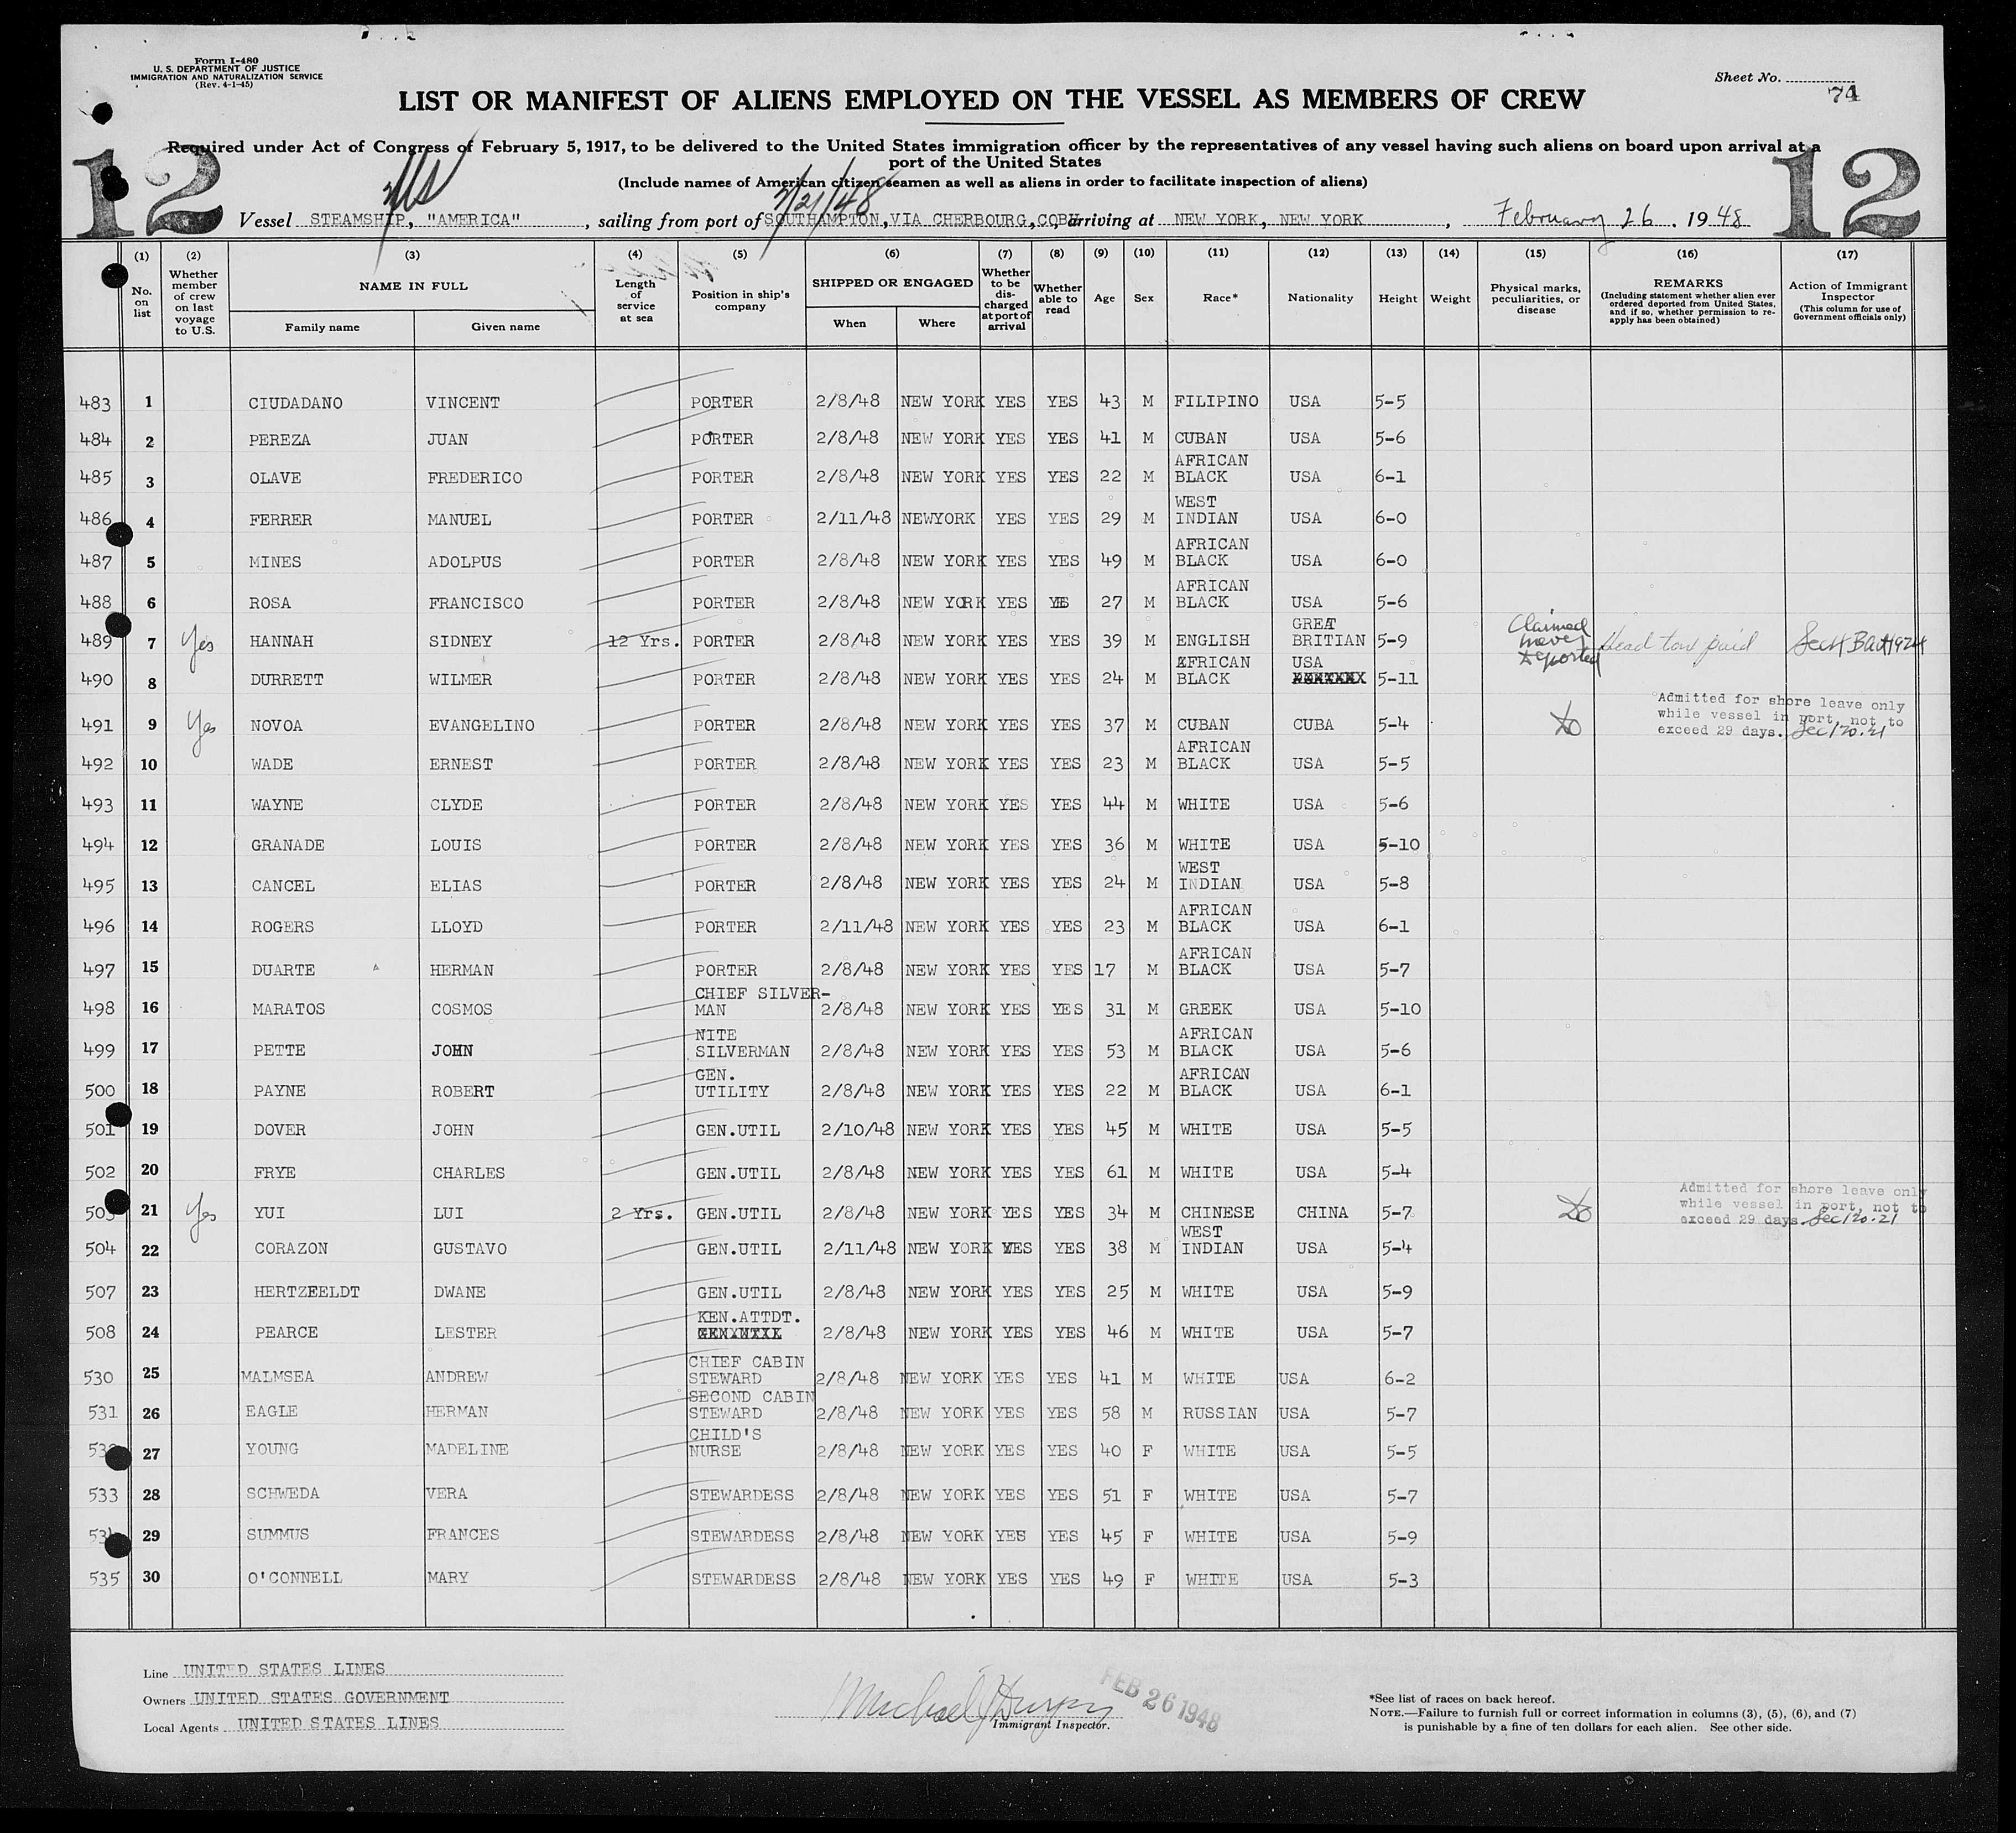 Form I-480
U. S. DEPARTMENT OF JUSTICE
IMMIGRATION AND NATURALIZATION SERVICE
(Rev. 4-1-45)
Sheet No.
74
LIST OR MANIFEST OF ALIENS EMPLOYED ON THE VESSEL AS MEMBERS OF CREW
Required under Act of Congress of February 5, 1917, to be delivered to the United States immigration officer by the representatives of any vessel having such aliens on board upon arrival at a
port of the United States
(Include names of American citizen seamen as well as aliens in order to facilitate inspection of aliens)
12 12
2/21/48
Vessel STEAMSHIP, "AMERICA", sailing from port of SOUTHAMPTON, VIA CHERBOURG, COBH arriving at NEW YORK, NEW YORK, February 26. 1948
(1) (2) (3) (4) (5) (6) (7) (8) (9) (10) (11) (12) (13) (14) (15) (16) (17)
No. on list
Whether member of crew on last voyage to U.S.
NAME IN FULL
Family name Given name
Length of service at sea
Position in ship's company
SHIPPED OR ENGAGED
When Where
Whether to be dis-charged at port of arrival
Whether able to read
Age
Sex
Race*
Nationality
Height
Weight
Physical marks, peculiarities, or disease
REMARKS
(Including statement whether alien ever ordered deported from United States, and if so, whether permission to re-apply has been obtained)
Action of Immigrant Inspector
(This column for use of Government officials only)
483 1 CIUDADANO VINCENT PORTER 2/8/48 NEW YORK YES YES 43 M FILIPINO USA 5-5
484 2 PEREZA JUAN PORTER 2/8/48 NEW YORK YES YES 41 M CUBAN USA 5-6
485 3 OLAVE FREDERICO PORTER 2/8/48 NEW YORK YES YES 22 M AFRICAN BLACK USA 6-1
486 4 FERRER MANUEL PORTER 2/11/48 NEWYORK YES YES 29 M WEST INDIAN USA 6-0
487 5 MINES ADOLPUS PORTER 2/8/48 NEW YORK YES YES 49 M AFRICAN BLACK USA 6-0
488 6 ROSA FRANCISCO PORTER 2/8/48 NEW YORK YES YES 27 M AFRICAN BLACK USA 5-6
489 7 Yes HANNAH SIDNEY 12 Yrs. PORTER 2/8/48 NEW YORK YES YES 39 M ENGLISH GREAT BRITIAN 5-9 Claimed never deported Head tax paid
490 8 DURRETT WILMER PORTER 2/8/48 NEW YORK YES YES 24 M AFRICAN BLACK USA 5-11
491 9 Yes NOVOA EVANGELINO PORTER 2/8/48 NEW YORK YES YES 37 M CUBAN CUBA 5-4 Do Admitted for shore leave only while vessel in port, not to exceed 29 days. Sec 120.21
492 10 WADE ERNEST PORTER 2/8/48 NEW YORK YES YES 23 M AFRICAN BLACK USA 5-5
493 11 WAYNE CLYDE PORTER 2/8/48 NEW YORK YES YES 44 M WHITE USA 5-6
494 12 GRANADE LOUIS PORTER 2/8/48 NEW YORK YES YES 36 M WHITE USA 5-10
495 13 CANCEL ELIAS PORTER 2/8/48 NEW YORK YES YES 24 M WEST INDIAN USA 5-8
496 14 ROGERS LLOYD PORTER 2/11/48 NEW YORK YES YES 23 M AFRICAN BLACK USA 6-1
497 15 DUARTE HERMAN PORTER 2/8/48 NEW YORK YES YES 17 M AFRICAN BLACK USA 5-7
498 16 MARATOS COSMOS CHIEF SILVER-MAN 2/8/48 NEW YORK YES YES 31 M GREEK USA 5-10
499 17 PETTE JOHN NITE SILVERMAN 2/8/48 NEW YORK YES YES 53 M AFRICAN BLACK USA 5-6
500 18 PAYNE ROBERT GEN. UTILITY 2/8/48 NEW YORK YES YES 22 M AFRICAN BLACK USA 6-1
501 19 DOVER JOHN GEN.UTIL 2/10/48 NEW YORK YES YES 45 M WHITE USA 5-5
502 20 FRYE CHARLES GEN.UTIL 2/8/48 NEW YORK YES YES 61 M WHITE USA 5-4
503 21 Yes YUI LUI 2 Yrs. GEN.UTIL 2/8/48 NEW YORK YES YES 34 M CHINESE CHINA 5-7 Do Admitted for shore leave only while vessel in port, not to exceed 29 days. Sec 120.21
504 22 CORAZON GUSTAVO GEN.UTIL 2/11/48 NEW YORK YES YES 38 M WEST INDIAN USA 5-4
507 23 HERTZFELDT DWANE GEN.UTIL 2/8/48 NEW YORK YES YES 25 M WHITE USA 5-9
508 24 PEARCE LESTER KEN.ATTDT. 2/8/48 NEW YORK YES YES 46 M WHITE USA 5-7
530 25 MALMSEA ANDREW CHIEF CABIN STEWARD 2/8/48 NEW YORK YES YES 41 M WHITE USA 6-2
531 26 EAGLE HERMAN SECOND CABIN STEWARD 2/8/48 NEW YORK YES YES 58 M RUSSIAN USA 5-7
27 YOUNG MADELINE CHILD'S NURSE 2/8/48 NEW YORK YES YES 40 F WHITE USA 5-5
533 28 SCHWEDA VERA STEWARDESS 2/8/48 NEW YORK YES YES 51 F WHITE USA 5-7
29 SUMMUS FRANCES STEWARDESS 2/8/48 NEW YORK YES YES 45 F WHITE USA 5-9
535 30 O'CONNELL MARY STEWARDESS 2/8/48 NEW YORK YES YES 49 F WHITE USA 5-3
Line UNITED STATES LINES
Owners UNITED STATES GOVERNMENT
Local Agents UNITED STATES LINES
Immigrant Inspector.
FEB 26 1948
*See list of races on back hereof.
NOTE.—Failure to furnish full or correct information in columns (3), (5), (6), and (7)
is punishable by a fine of ten dollars for each alien. See other side.